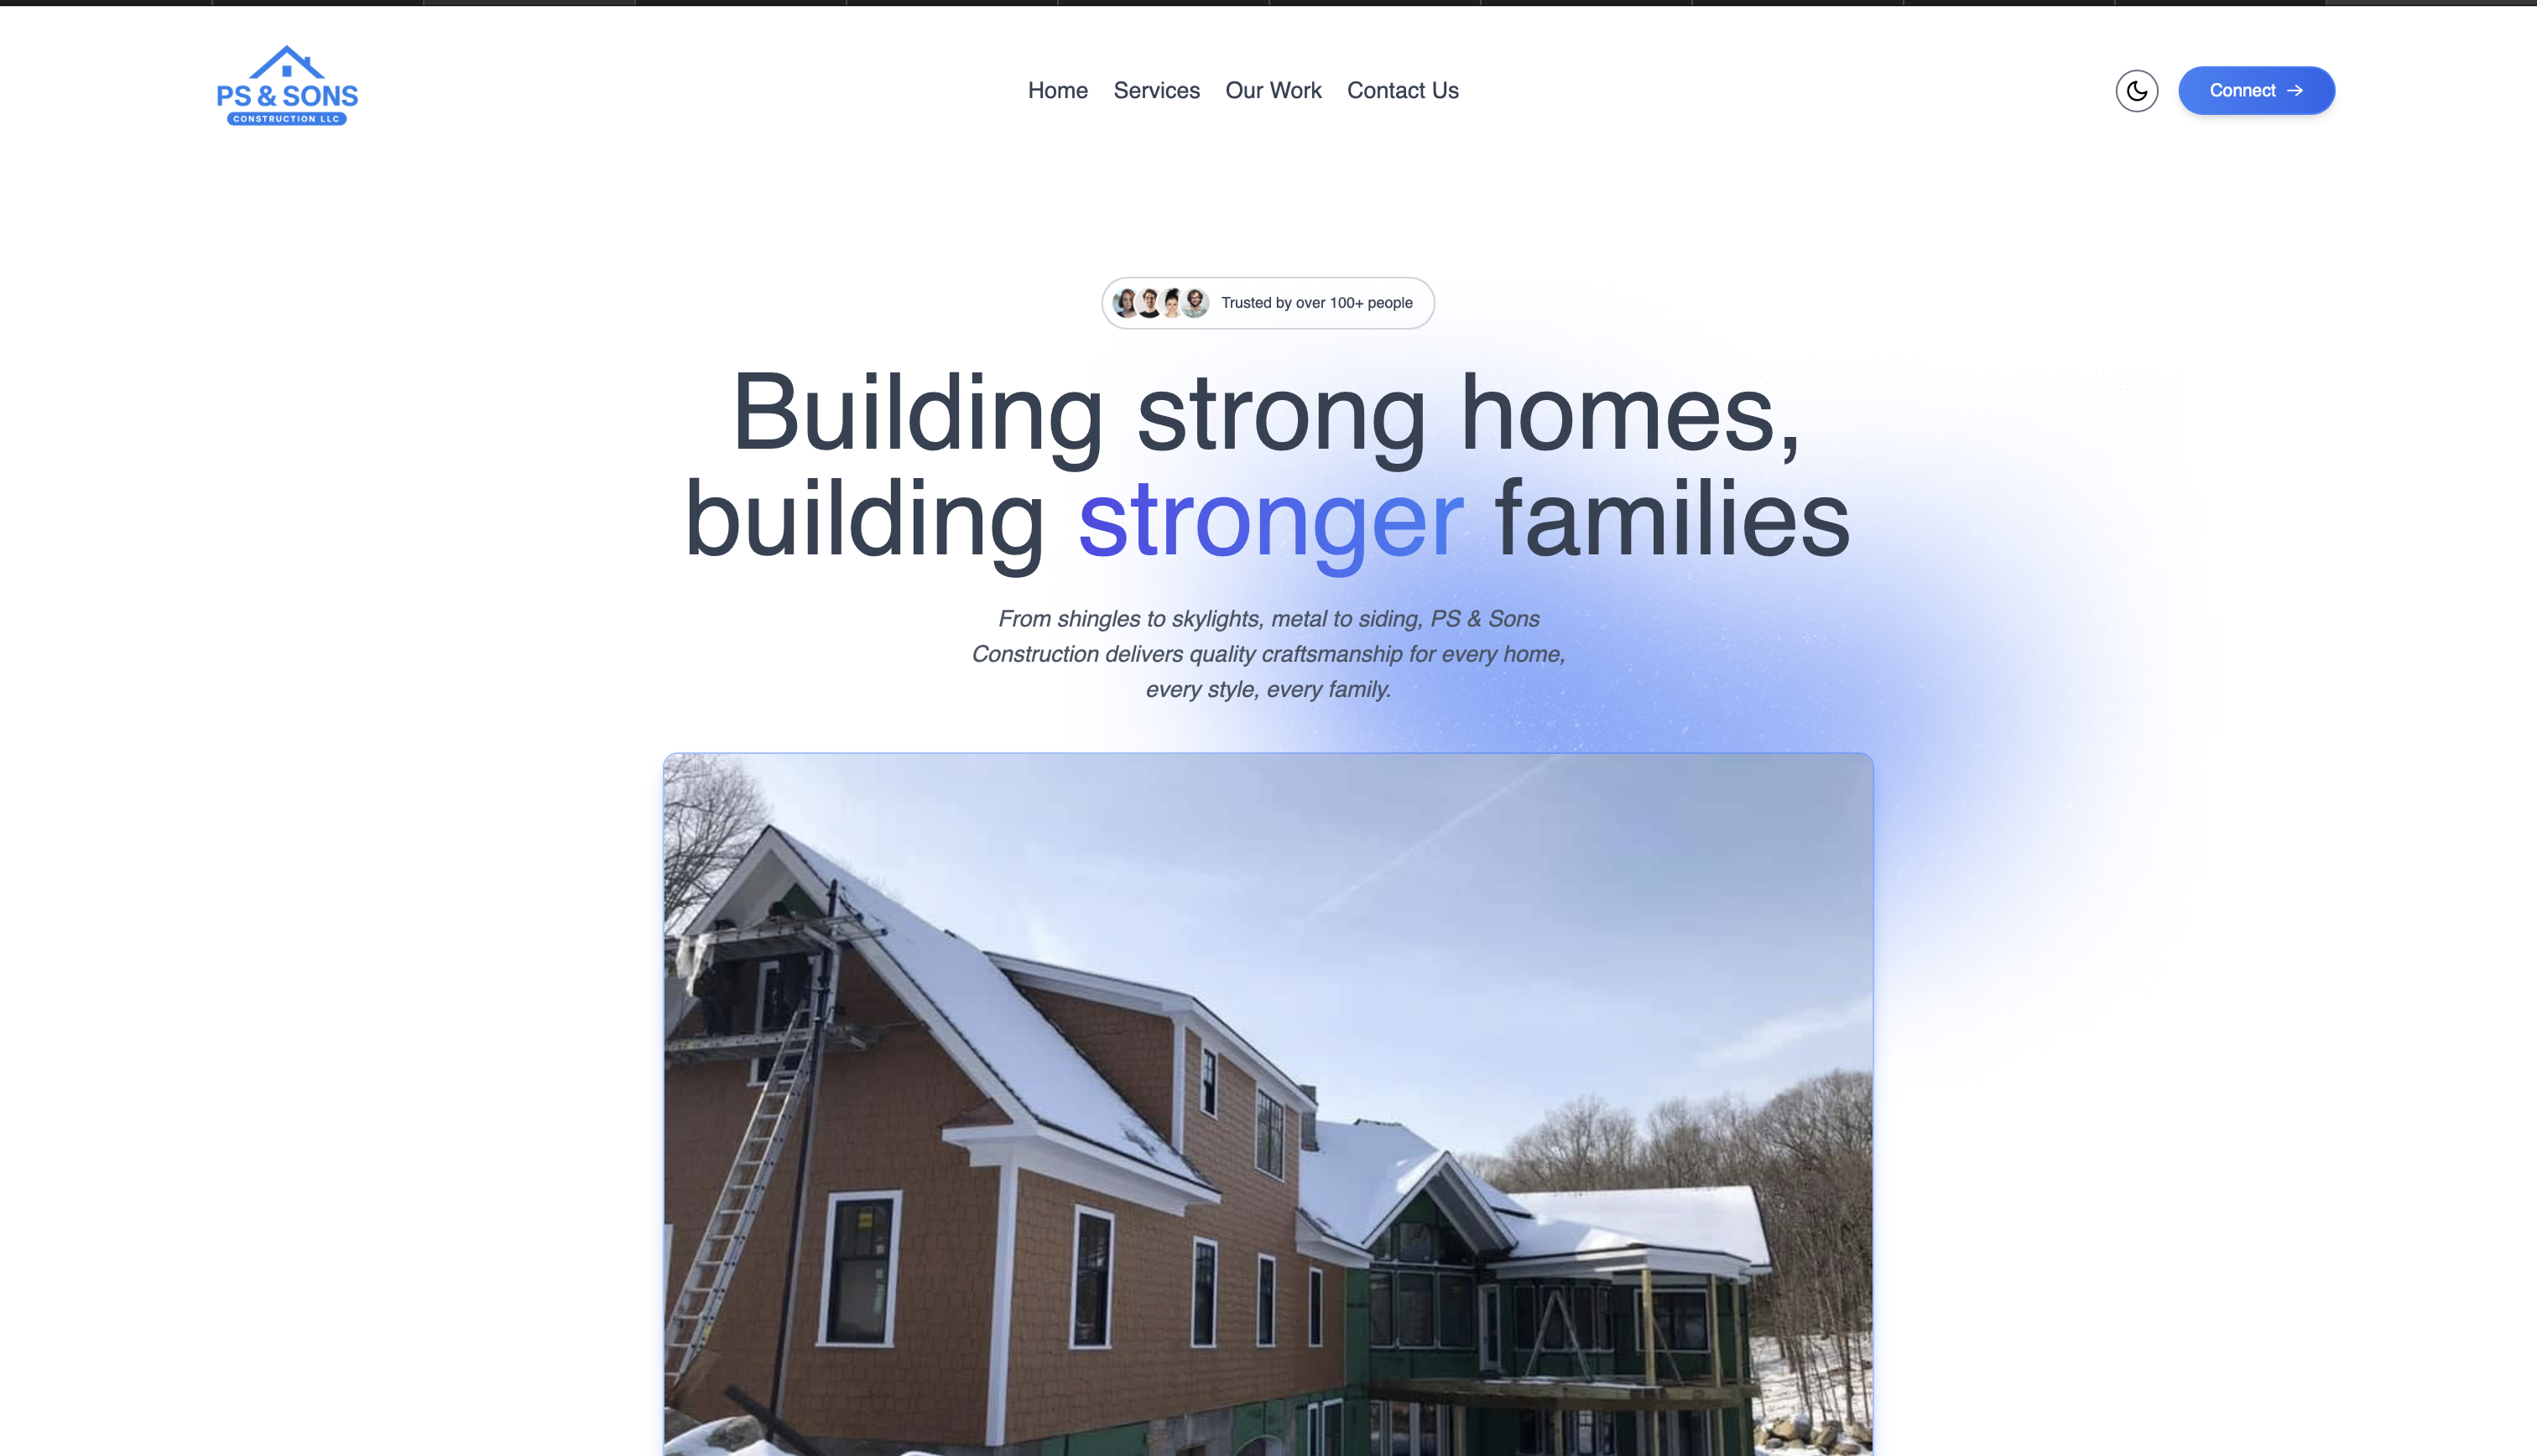 PS & SONS
CONSTRUCTION LLC
Home Services Our Work Contact Us
Connect →
Trusted by over 100+ people
Building strong homes,
building stronger families
From shingles to skylights, metal to siding, PS & Sons
Construction delivers quality craftsmanship for every home,
every style, every family.